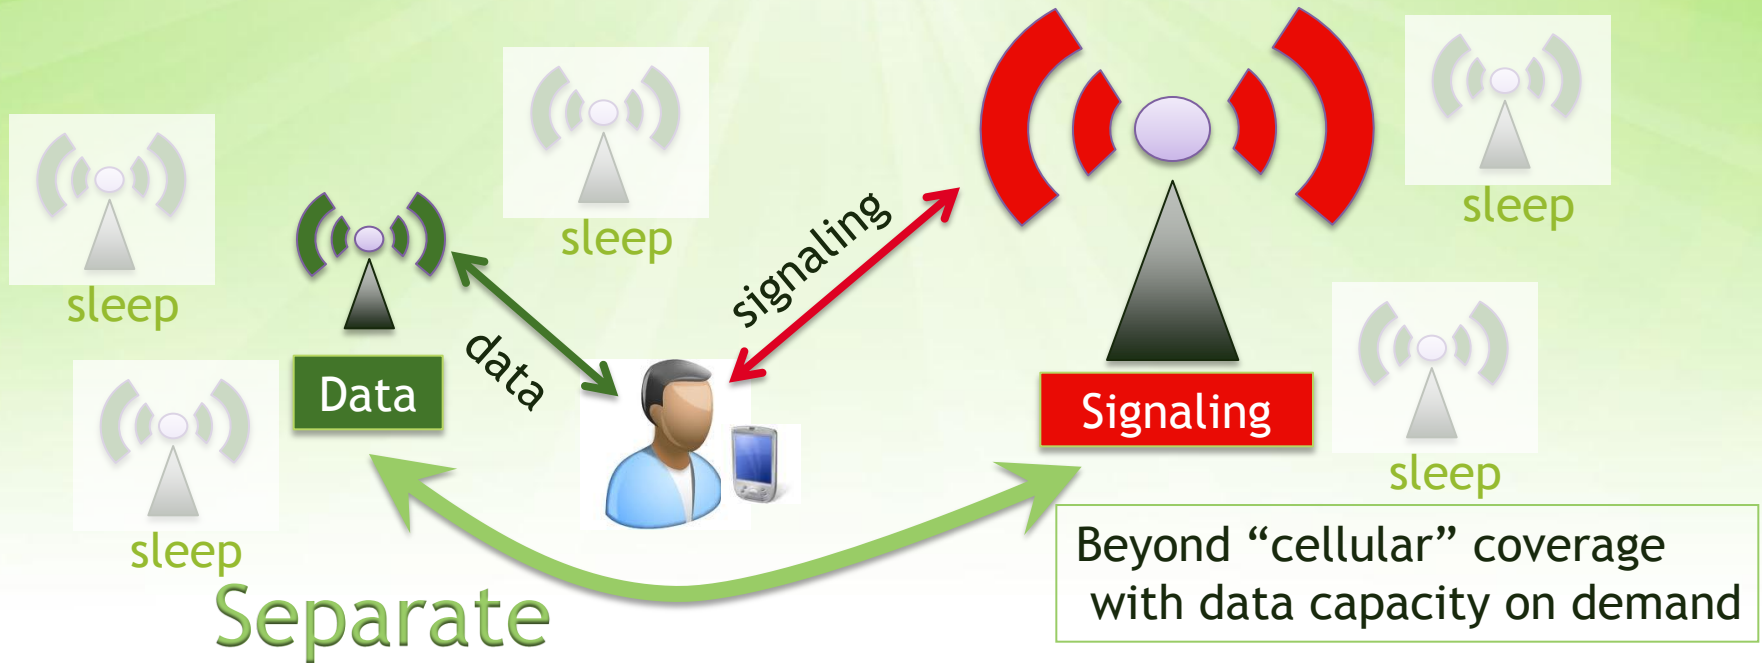 sleep
sleep
sleep
signaling
data
Data
Signaling
sleep
sleep
Separate
Beyond “cellular” coverage
with data capacity on demand